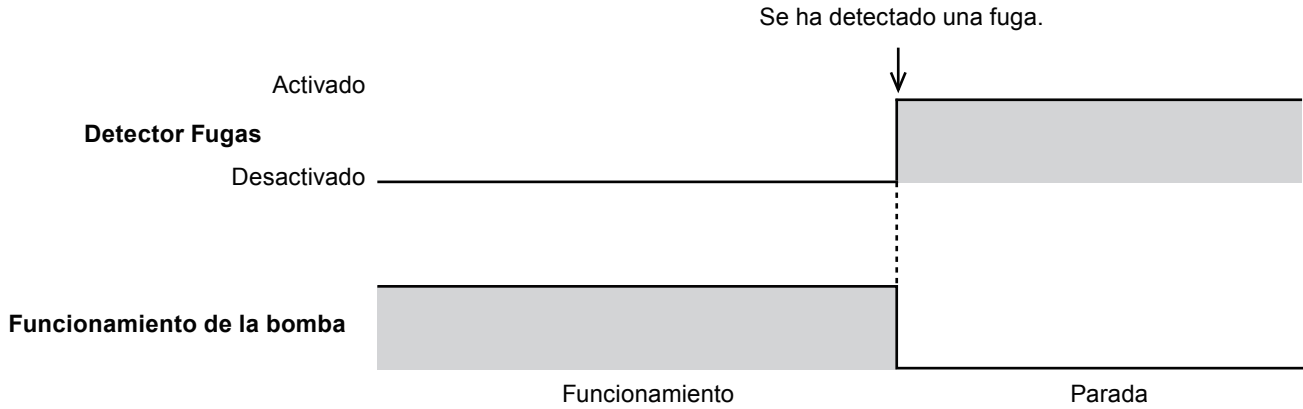 Se ha detectado una fuga.
Activado
Detector Fugas
Desactivado
Funcionamiento de la bomba
Funcionamiento
Parada